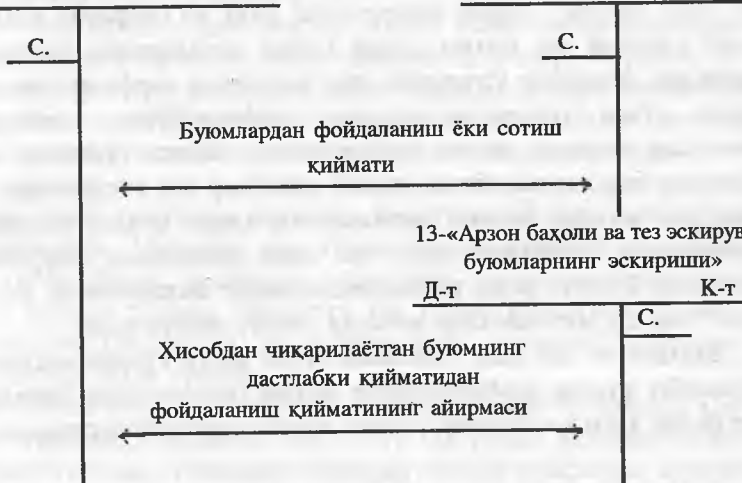 С.
С.
Буюмлардан фойдаланиш ёки сотиш
қиймати
13-«Арзон баҳоли ва тез эскирув
буюмларнинг эскириши»
Д-т К-т
С.
Ҳисобдан чиқарилаётган буюмнинг
дастлабки қийматидан
фойдаланиш қийматининг айирмаси